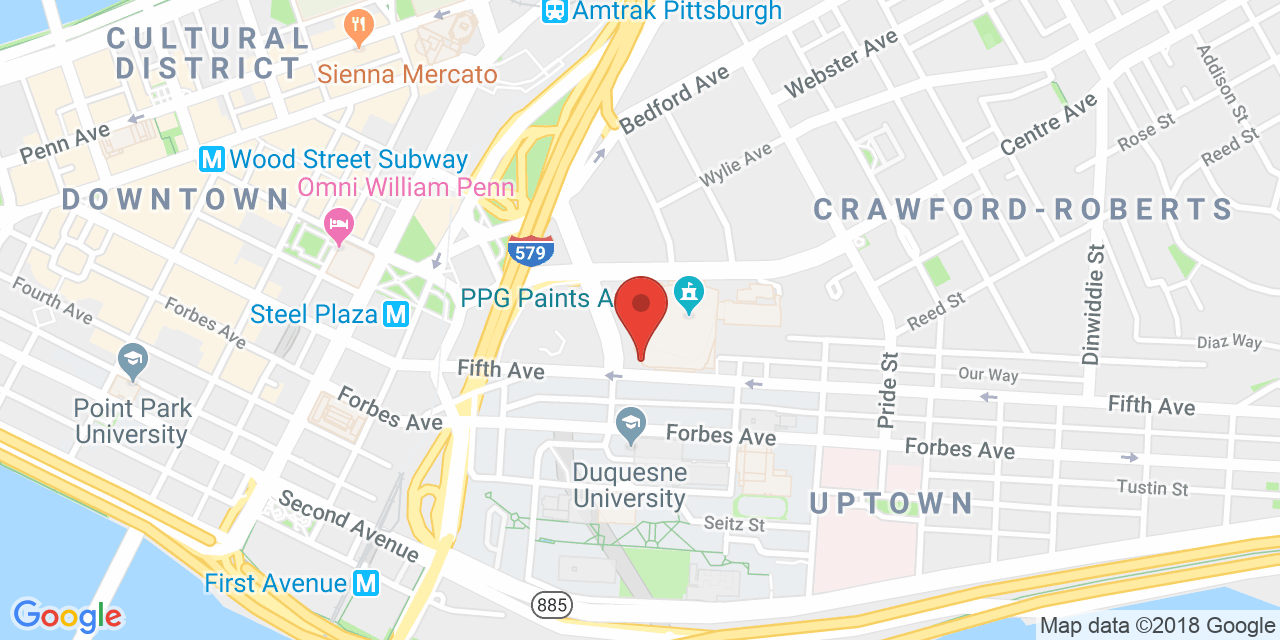 Amtrak Pittsburgh
CULTURAL
DISTRICT
Sienna Mercato
Webster Ave
Bedford Ave
Addison St
Centre Ave
Rose St
Reed St
Penn Ave
M Wood Street Subway
Wylie Ave
DOWNTOWN
Omni William Penn
CRAWFORD-ROBERTS
579
Dinwiddie St
Fourth Ave
Forbes Ave
Steel Plaza M
PPG Paints A
Reed St
Diaz Way
Our Way
Fifth Ave
Pride St
Fifth Ave
Point Park
University
Forbes Ave
Forbes Ave
Forbes Ave
Duquesne
University
Tustin St
UPTOWN
Second Avenue
Seitz St
First Avenue M
885
Google
Map data ©2018 Google